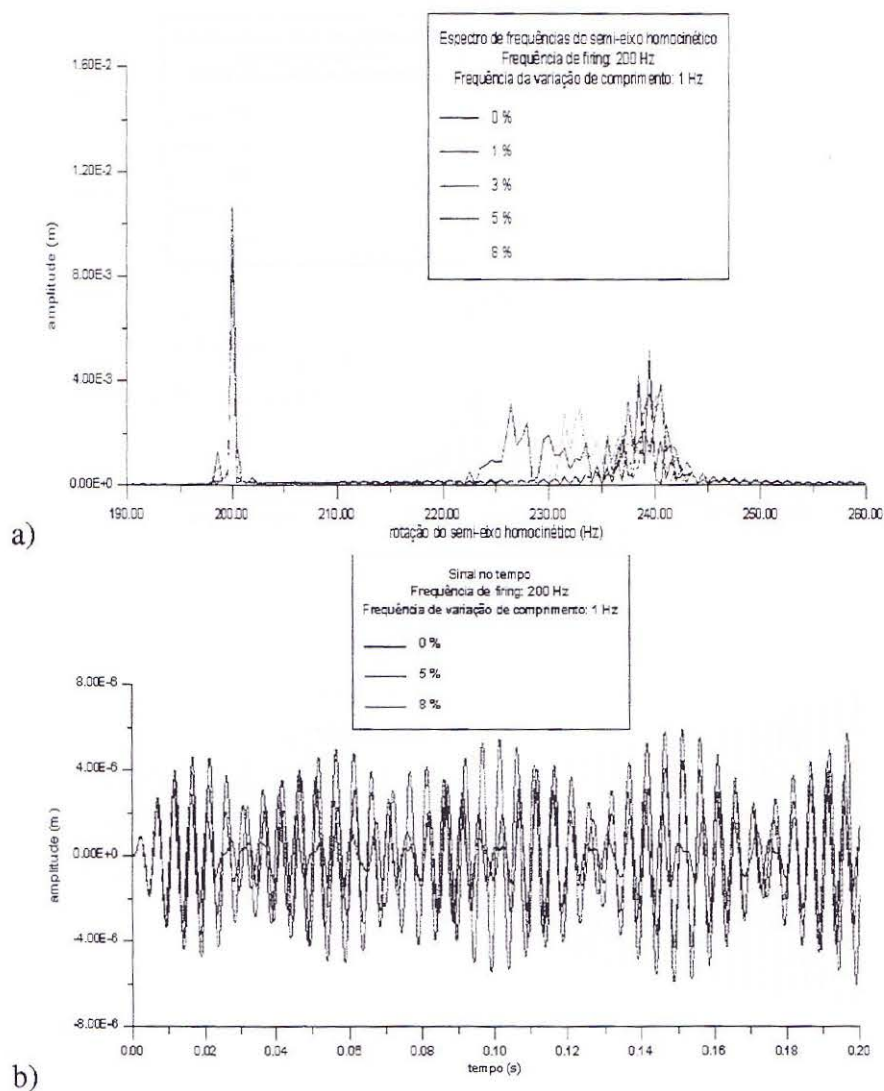 Espectro de frequências do semi-eixo homocinético
Frequência de firing: 200 Hz
Frequência da variação de comprimento: 1 Hz
0 %
1 %
3 %
5 %
8 %
1.60E-2
1.20E-2
8.00E-3
4.00E-3
0.00E+0
amplitude (m)
190.00
200.00
210.00
220.00
230.00
240.00
250.00
260.00
rotação do semi-eixo homocinético (Hz)
a)
Sinal no tempo
Frequência de firing: 200 Hz
Frequência de variação de comprimento: 1 Hz
0 %
5 %
8 %
8.00E-6
4.00E-6
0.00E+0
-4.00E-6
-8.00E-6
amplitude (m)
0.00
0.02
0.04
0.06
0.08
0.10
0.12
0.14
0.16
0.18
0.20
tempo (s)
b)